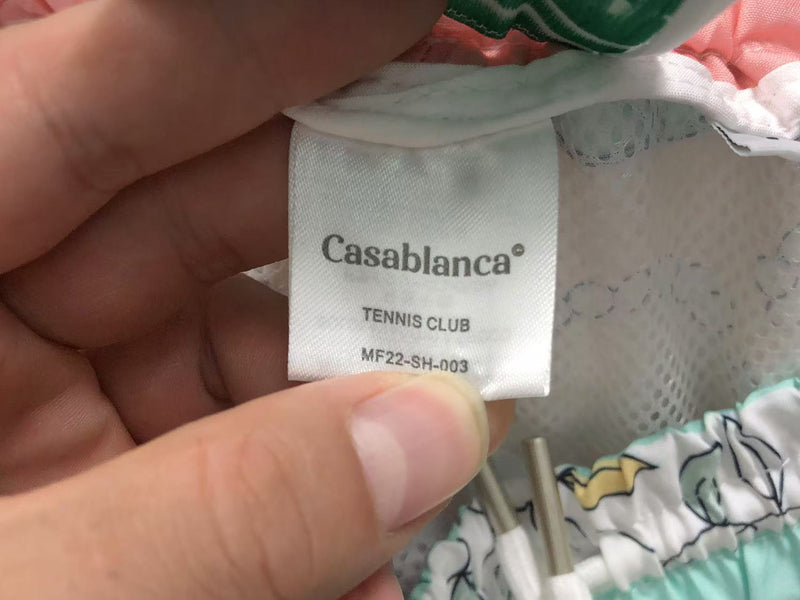 Casablanca©
TENNIS CLUB
MF22-SH-003